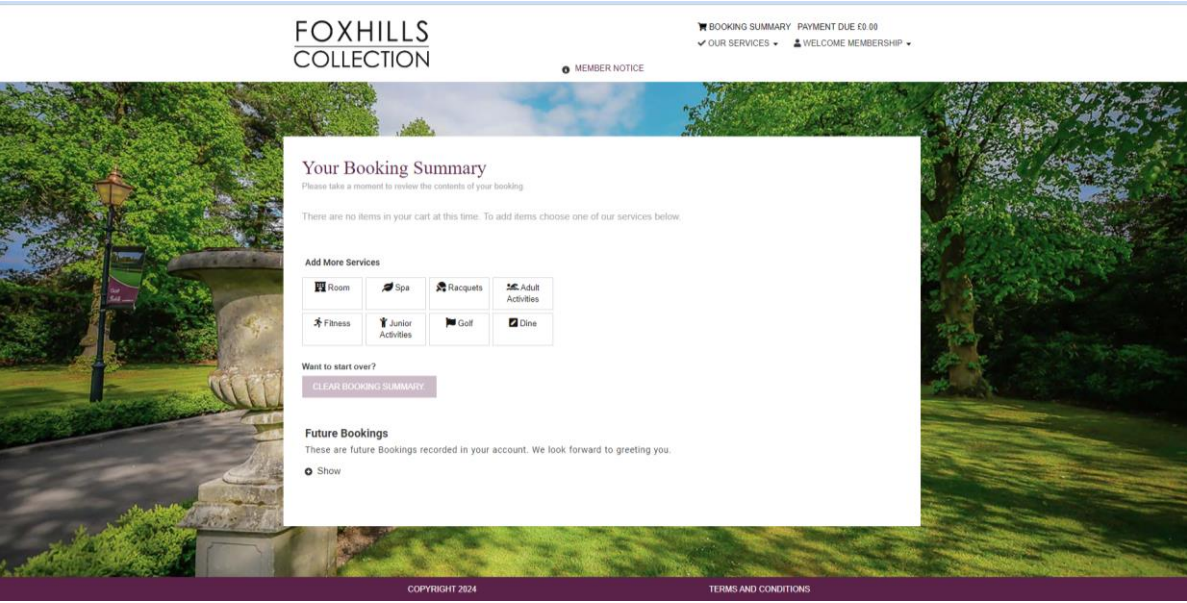 FOXHILLS
COLLECTION
BOOKING SUMMARY PAYMENT DUE £0.00
OUR SERVICES
WELCOME MEMBERSHIP
MEMBER NOTICE
Your Booking Summary
Please take a moment to review the contents of your booking
There are no items in your cart at this time. To add items choose one of our services below.
Add More Services
Room
Spa
Racquets
Adult
Activities
Fitness
Junior
Activities
Golf
Dine
Want to start over?
CLEAR BOOKING SUMMARY
Future Bookings
These are future Bookings recorded in your account. We look forward to greeting you.
Show
COPYRIGHT 2024
TERMS AND CONDITIONS